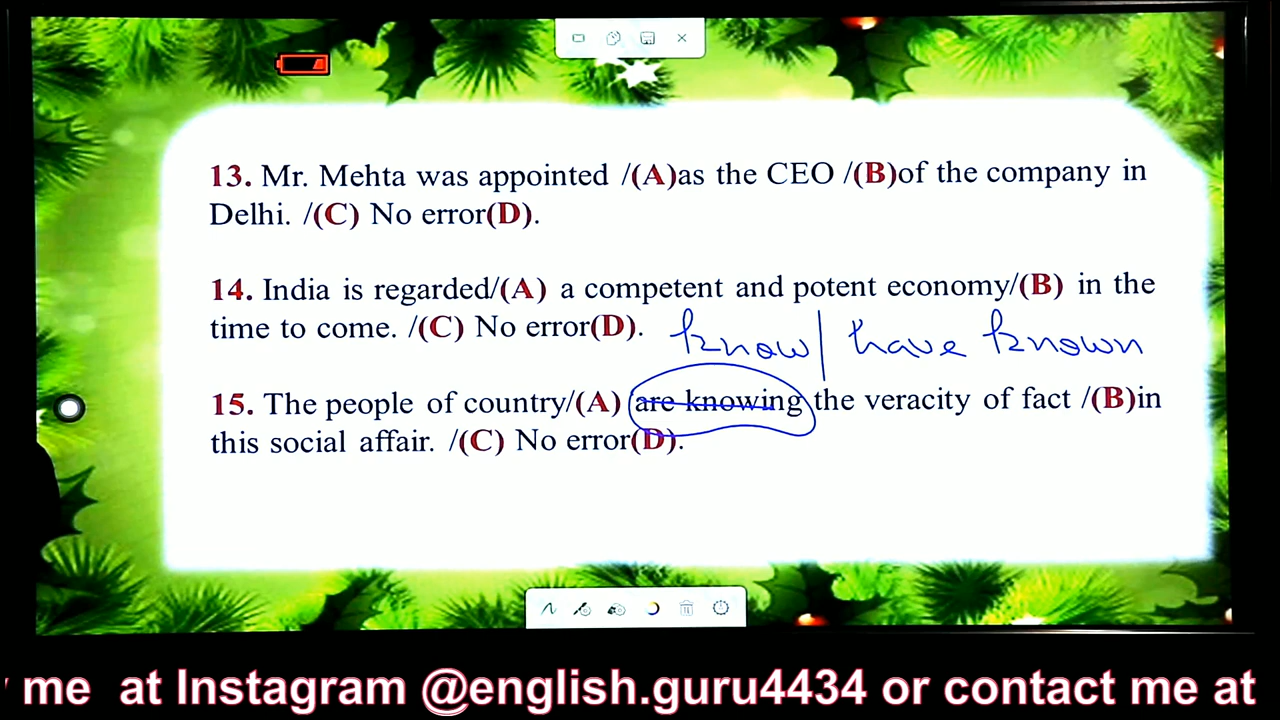 13. Mr. Mehta was appointed /(A)as the CEO /(B)of the company in
Delhi. /(C) No error(D).
14. India is regarded/(A) a competent and potent economy/(B) in the
time to come. /(C) No error(D).
know | have known
15. The people of country/(A) are knowing the veracity of fact /(B)in
this social affair. /(C) No error(D).
me at Instagram @english.guru4434 or contact me at